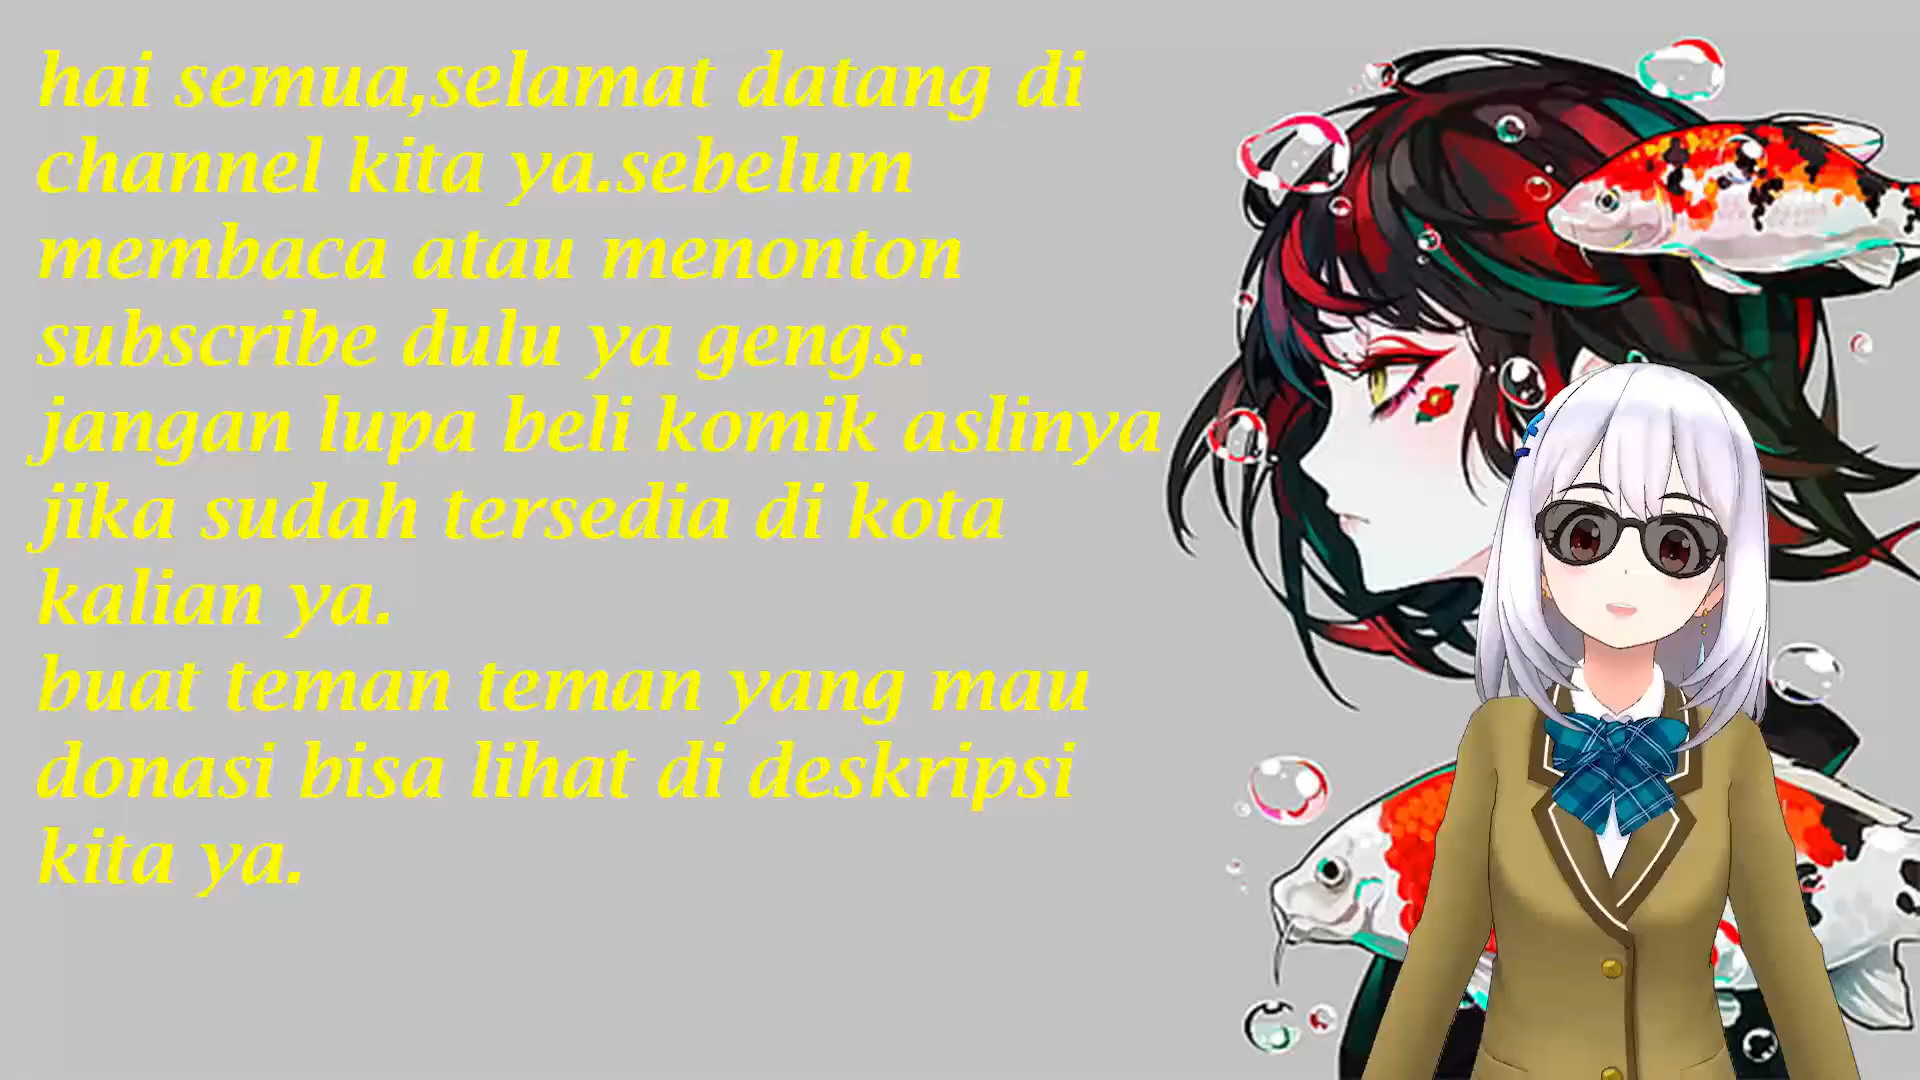 hai semua,selamat datang di
channel kita ya.sebelum
membaca atau menonton
subscribe dulu ya gengs.
jangan lupa beli komik aslinya
jika sudah tersedia di kota
kalian ya.
buat teman teman yang mau
donasi bisa lihat di deskripsi
kita ya.